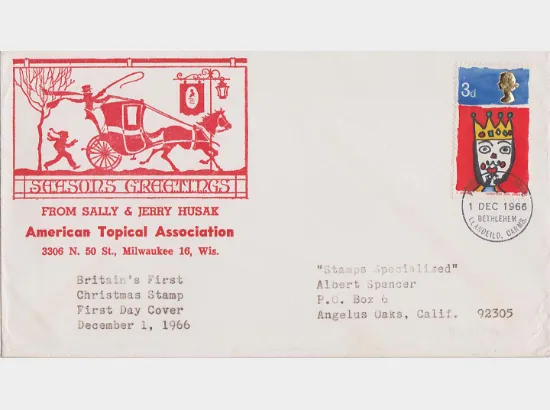 SEASONS GREETINGS
FROM SALLY & JERRY HUSAK
American Topical Association
3306 N. 50 St., Milwaukee 16, Wis.
Britain's First
Christmas Stamp
First Day Cover
December 1, 1966
3d
1 DEC 1966
BETHLEHEM
LLANDEILO, CARMS.
"Stamps Specialized"
Albert Spencer
P.O. Box 6
Angelus Oaks, Calif. 92305